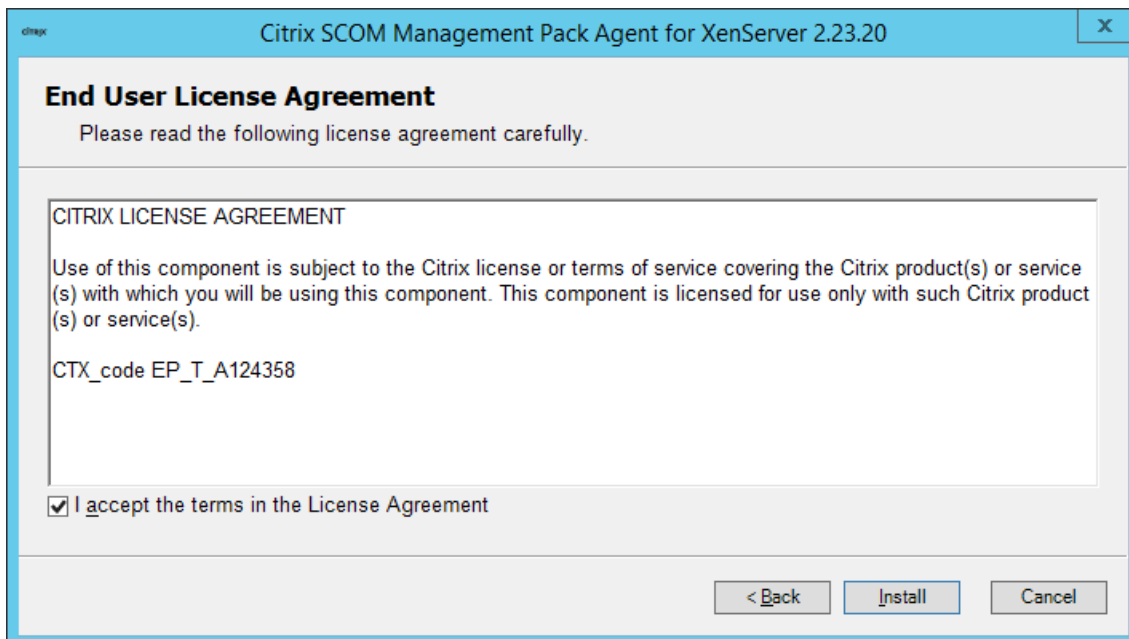 citrix
Citrix SCOM Management Pack Agent for XenServer 2.23.20
X
End User License Agreement
Please read the following license agreement carefully.
CITRIX LICENSE AGREEMENT
Use of this component is subject to the Citrix license or terms of service covering the Citrix product(s) or service
(s) with which you will be using this component. This component is licensed for use only with such Citrix product
(s) or service(s).
CTX_code EP_T_A124358
I accept the terms in the License Agreement
< Back
Install
Cancel